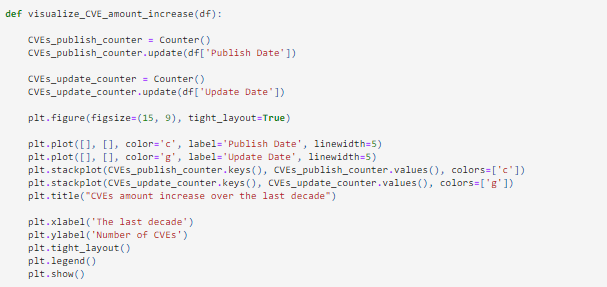 def visualize_CVE_amount_increase(df):
    CVEs_publish_counter = Counter()
    CVEs_publish_counter.update(df['Publish Date'])
    CVEs_update_counter = Counter()
    CVEs_update_counter.update(df['Update Date'])
    plt.figure(figsize=(15, 9), tight_layout=True)
    plt.plot([], [], color='c', label='Publish Date', linewidth=5)
    plt.plot([], [], color='g', label='Update Date', linewidth=5)
    plt.stackplot(CVEs_publish_counter.keys(), CVEs_publish_counter.values(), colors=['c'])
    plt.stackplot(CVEs_update_counter.keys(), CVEs_update_counter.values(), colors=['g'])
    plt.title("CVEs amount increase over the last decade")
    plt.xlabel('The last decade')
    plt.ylabel('Number of CVEs')
    plt.tight_layout()
    plt.legend()
    plt.show()